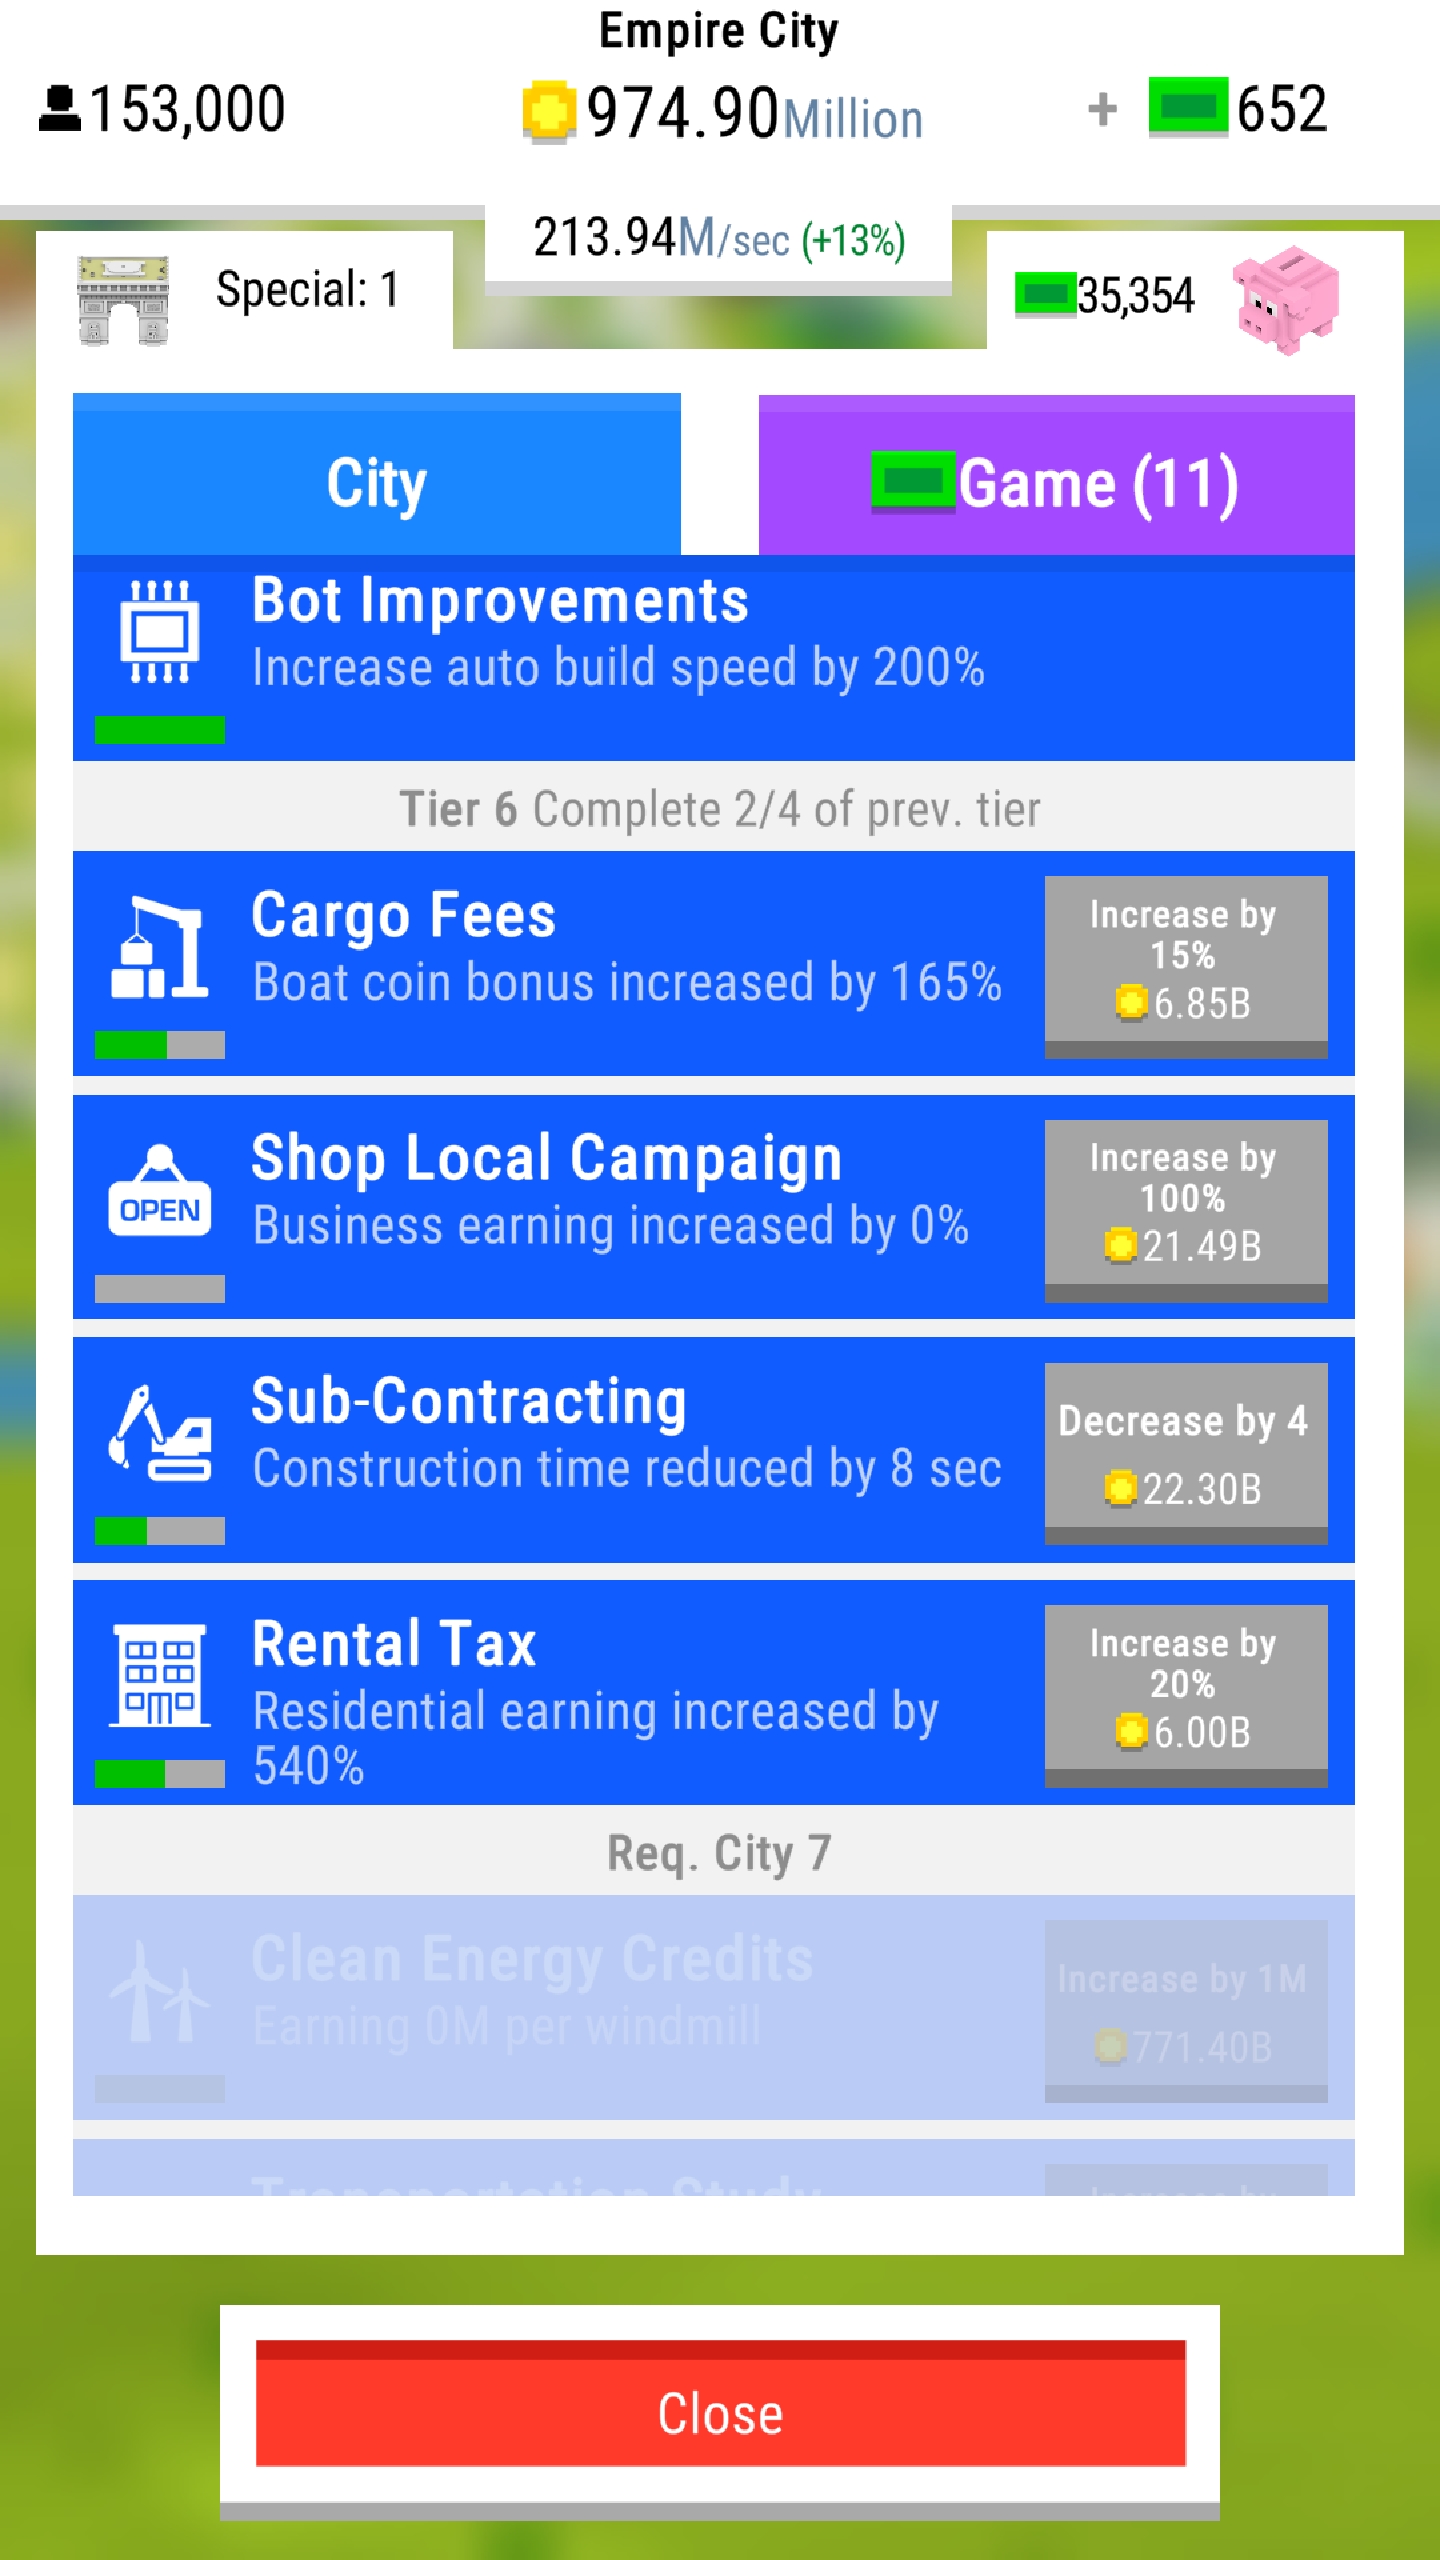 Empire City
153,000
974.90Million
+ 652
213.94M/sec (+13%)
Special: 1
35,354
City
Game (11)
Bot Improvements
Increase auto build speed by 200%
Tier 6 Complete 2/4 of prev. tier
Cargo Fees
Boat coin bonus increased by 165%
Increase by
15%
6.85B
Shop Local Campaign
Business earning increased by 0%
OPEN
Increase by
100%
21.49B
Sub-Contracting
Construction time reduced by 8 sec
Decrease by 4
22.30B
Rental Tax
Residential earning increased by
540%
Increase by
20%
6.00B
Req. City 7
Clean Energy Credits
Earning 0M per windmill
Increase by 1M
771.40B
Transportation Study
Increase by
Close